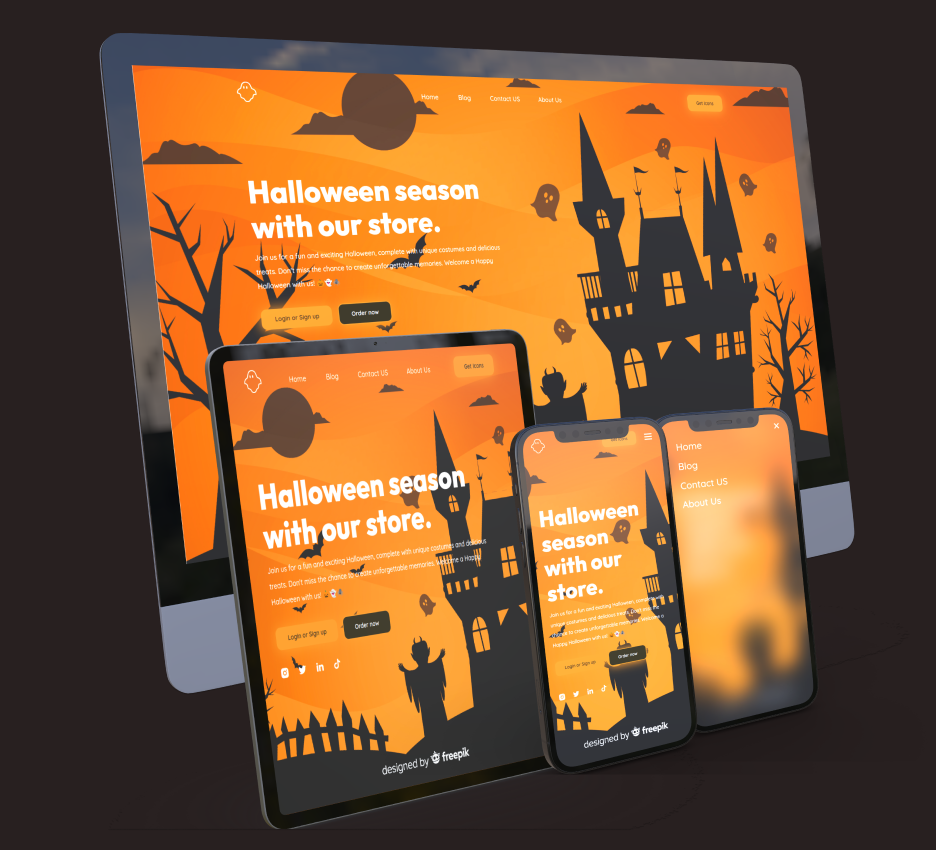 Home Blog Contact US About Us Get Icons
Halloween season
with our store.
Join us for a fun and exciting Halloween, complete with unique costumes and delicious
treats. Don't miss the chance to create unforgettable memories. Welcome a Happy
Halloween with us!
Login or Sign up Order now
Home Blog Contact US About Us Get Icons
Halloween season
with our store.
Join us for a fun and exciting Halloween, complete with unique costumes and delicious
treats. Don't miss the chance to create unforgettable memories. Welcome a Happy
Halloween with us!
Login or Sign up Order now
designed by freepik
Halloween
season
with our
store.
Join us for a fun and exciting Halloween, complete with
unique costumes and delicious treats. Don't miss the
chance to create unforgettable memories. Welcome a
Happy Halloween with us!
Login or Sign up Order now
designed by freepik
Home
Blog
Contact US
About Us